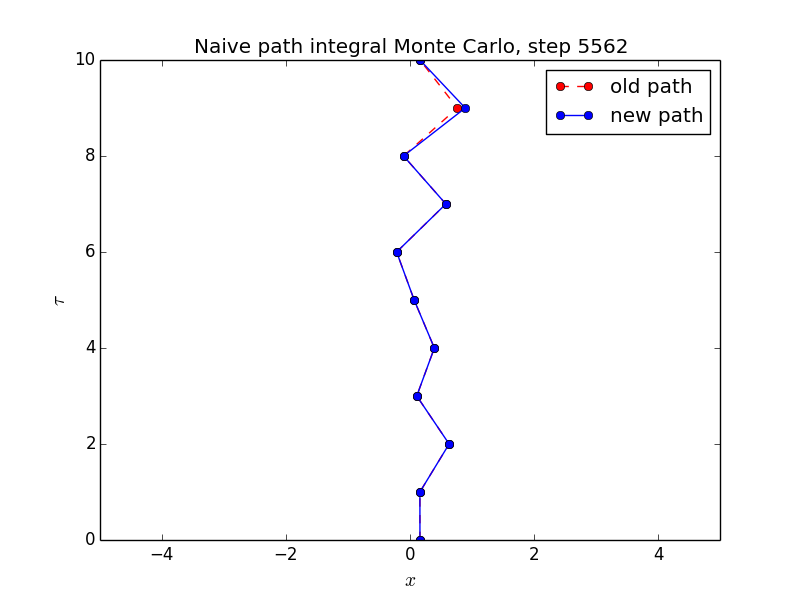 Naive path integral Monte Carlo, step 5562
old path
new path
10
8
6
4
2
0
τ
−4 −2 0 2 4
x